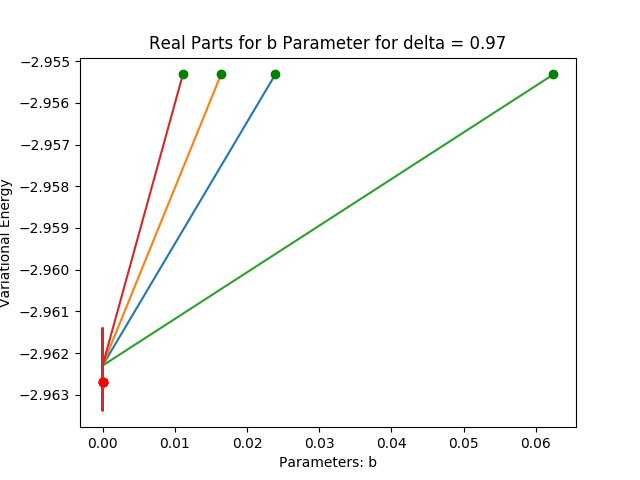 Real Parts for b Parameter for delta = 0.97
Variational Energy
−2.955
−2.956
−2.957
−2.958
−2.959
−2.960
−2.961
−2.962
−2.963
0.00 0.01 0.02 0.03 0.04 0.05 0.06
Parameters: b